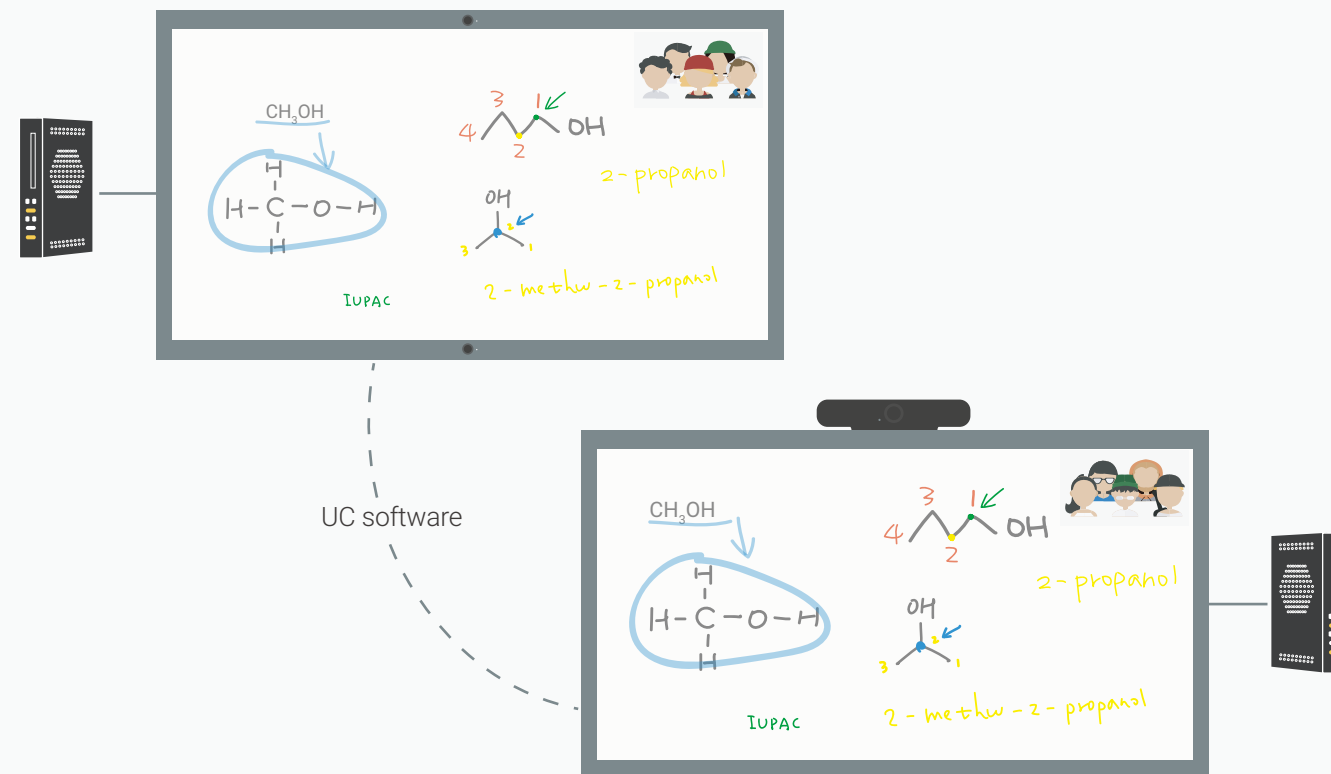 CH₃OH
H
H-C-O-H
H
IUPAC
3 1
4 OH
2
2-propanol
OH
2
3 1
2-methw-2-propanol
UC software
CH₃OH
H
H-C-O-H
H
IUPAC
3 1
4 OH
2
2-propanol
OH
2
3 1
2-methw-2-propanol